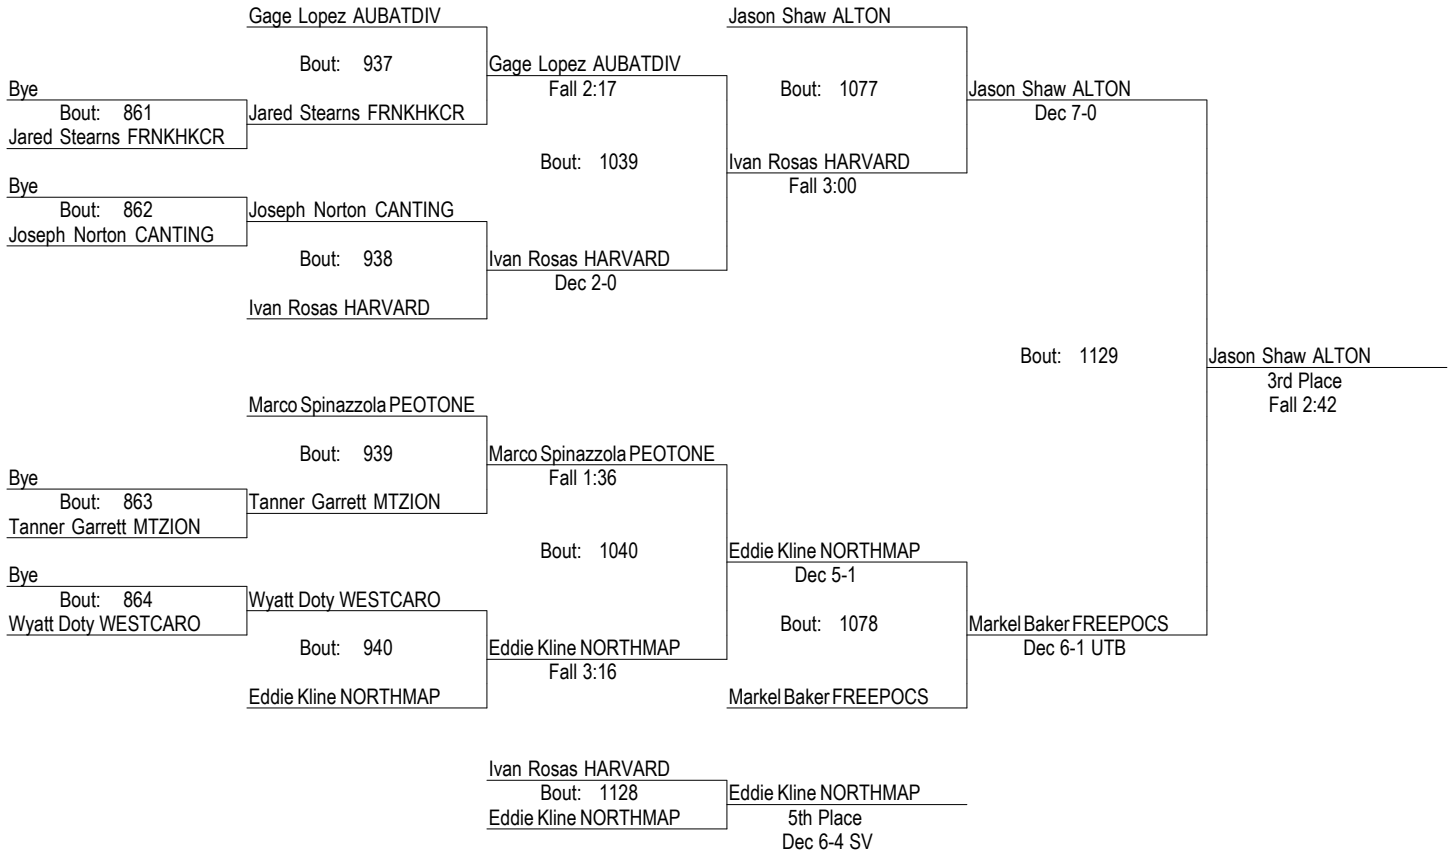 Gage Lopez AUBATDIV
Jason Shaw ALTON
Bout: 937
Gage Lopez AUBATDIV
Fall 2:17
Bout: 1077
Jason Shaw ALTON
Dec 7-0
Bye
Bout: 861
Jared Stearns FRNKHKCR
Jared Stearns FRNKHKCR
Bout: 1039
Ivan Rosas HARVARD
Fall 3:00
Bye
Bout: 862
Joseph Norton CANTING
Joseph Norton CANTING
Bout: 938
Ivan Rosas HARVARD
Dec 2-0
Ivan Rosas HARVARD
Bout: 1129
Jason Shaw ALTON
3rd Place
Fall 2:42
Marco Spinazzola PEOTONE
Bout: 939
Marco Spinazzola PEOTONE
Fall 1:36
Bye
Bout: 863
Tanner Garrett MTZION
Tanner Garrett MTZION
Bout: 1040
Eddie Kline NORTHMAP
Dec 5-1
Bye
Bout: 864
Wyatt Doty WESTCARO
Wyatt Doty WESTCARO
Bout: 940
Eddie Kline NORTHMAP
Fall 3:16
Bout: 1078
Markel Baker FREEPOCS
Dec 6-1 UTB
Eddie Kline NORTHMAP
Markel Baker FREEPOCS
Ivan Rosas HARVARD
Bout: 1128
Eddie Kline NORTHMAP
Eddie Kline NORTHMAP
5th Place
Dec 6-4 SV